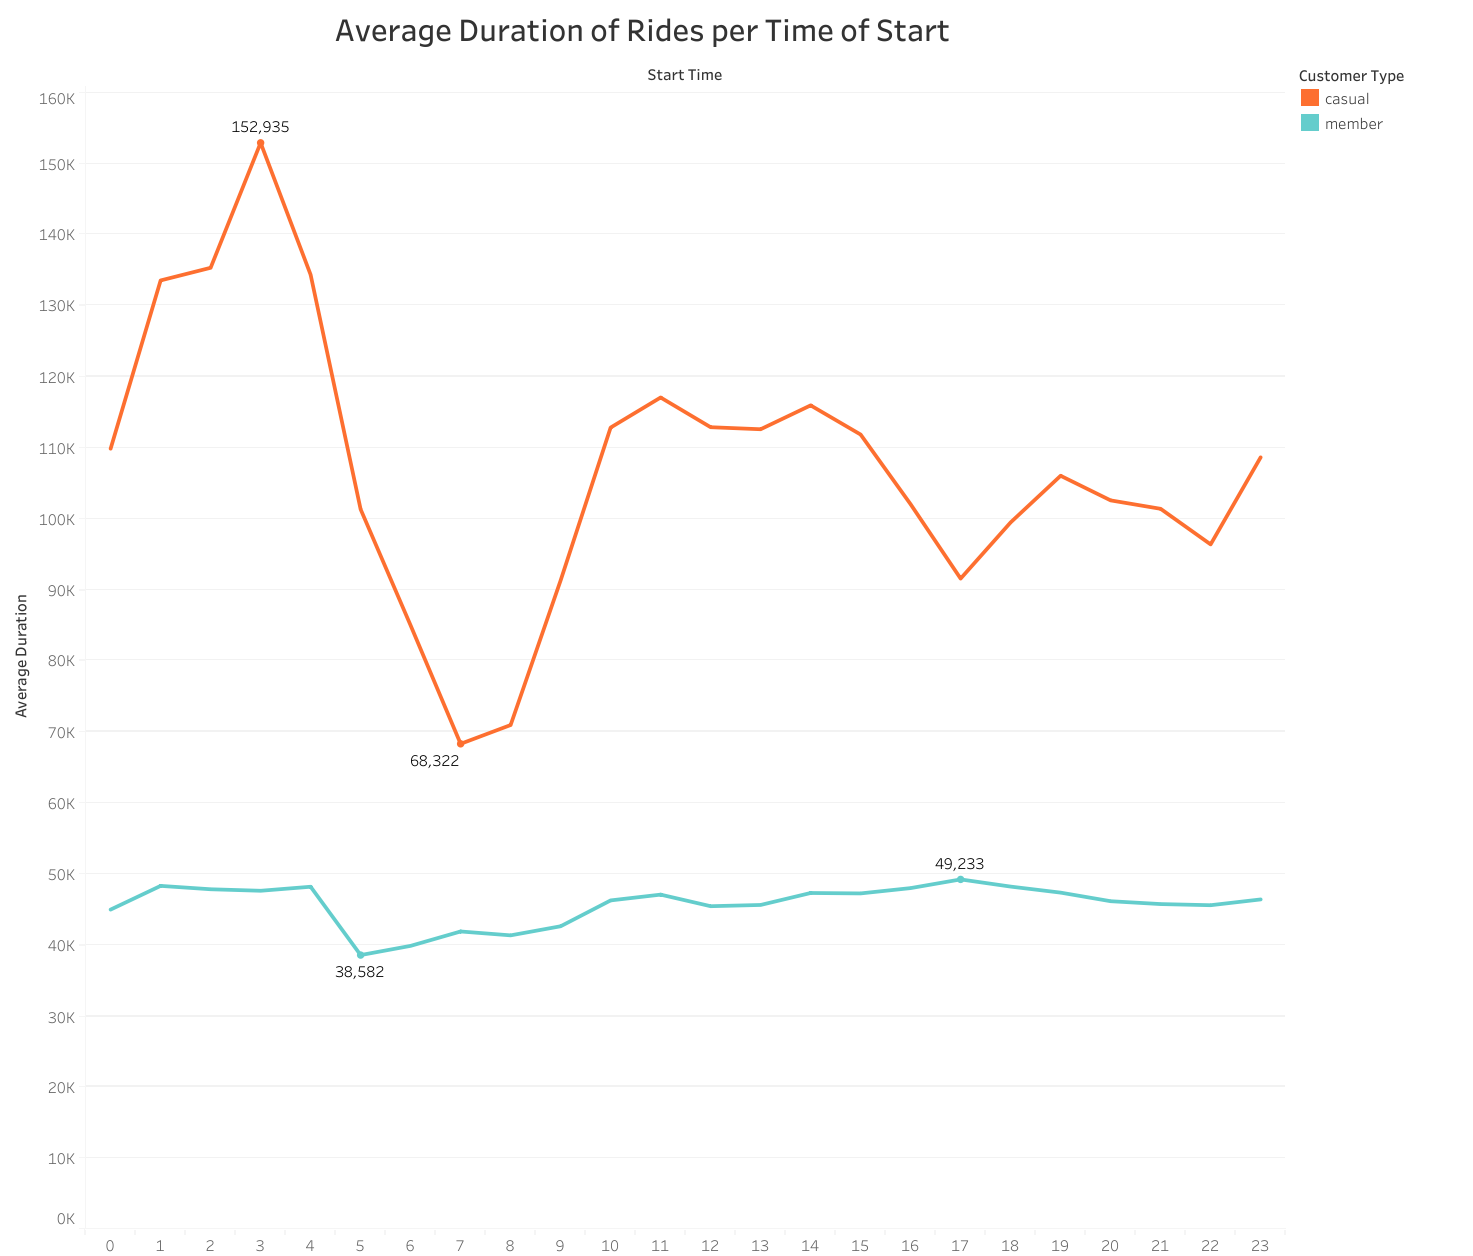 Average Duration of Rides per Time of Start
Start Time
Customer Type
casual
member
160K
150K
140K
130K
120K
110K
100K
90K
80K
70K
60K
50K
40K
30K
20K
10K
0K
Average Duration
152,935
68,322
49,233
38,582
0 1 2 3 4 5 6 7 8 9 10 11 12 13 14 15 16 17 18 19 20 21 22 23